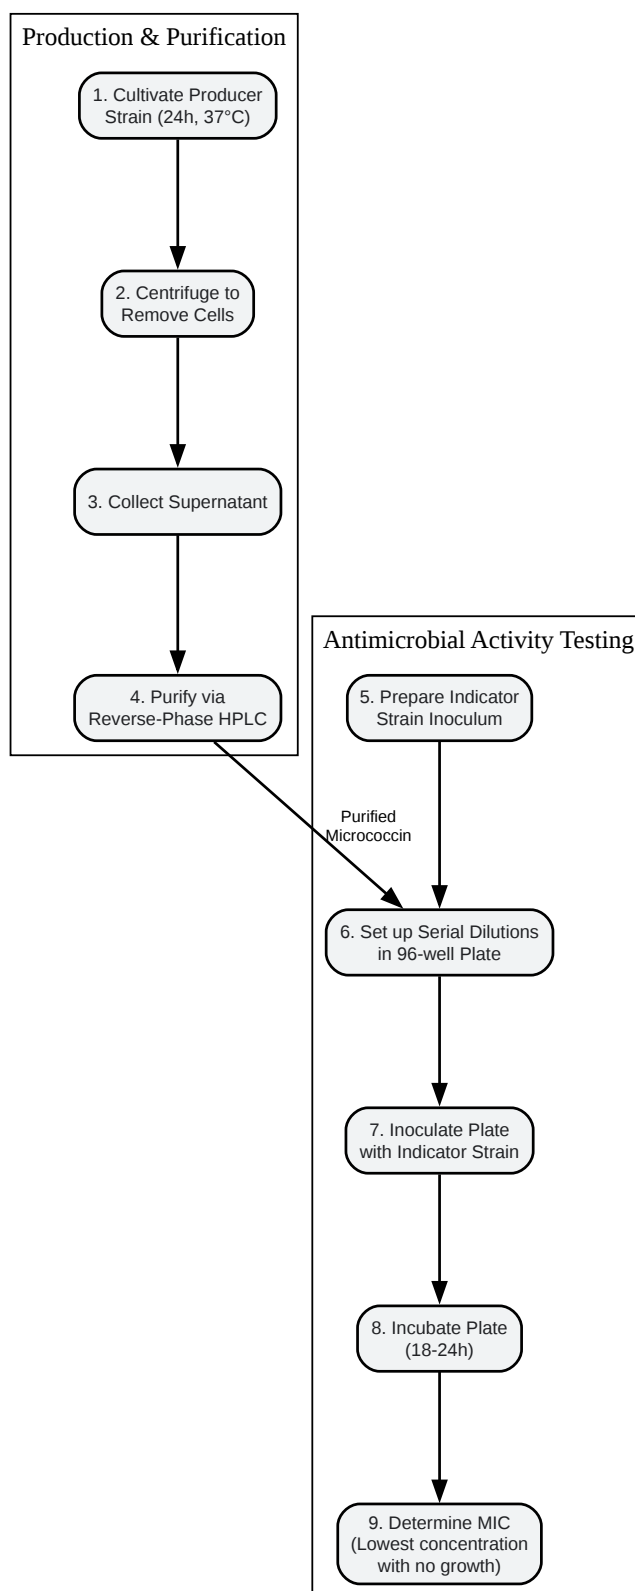 Production & Purification
1. Cultivate Producer
Strain (24h, 37°C)
2. Centrifuge to
Remove Cells
3. Collect Supernatant
4. Purify via
Reverse-Phase HPLC
Purified
Micrococcin
Antimicrobial Activity Testing
5. Prepare Indicator
Strain Inoculum
6. Set up Serial Dilutions
in 96-well Plate
7. Inoculate Plate
with Indicator Strain
8. Incubate Plate
(18-24h)
9. Determine MIC
(Lowest concentration
with no growth)